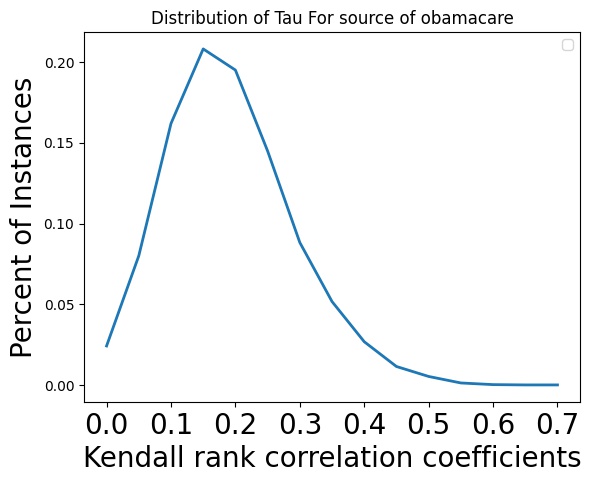 Distribution of Tau For source of obamacare
Percent of Instances
0.20
0.15
0.10
0.05
0.00
0.0 0.1 0.2 0.3 0.4 0.5 0.6 0.7
Kendall rank correlation coefficients